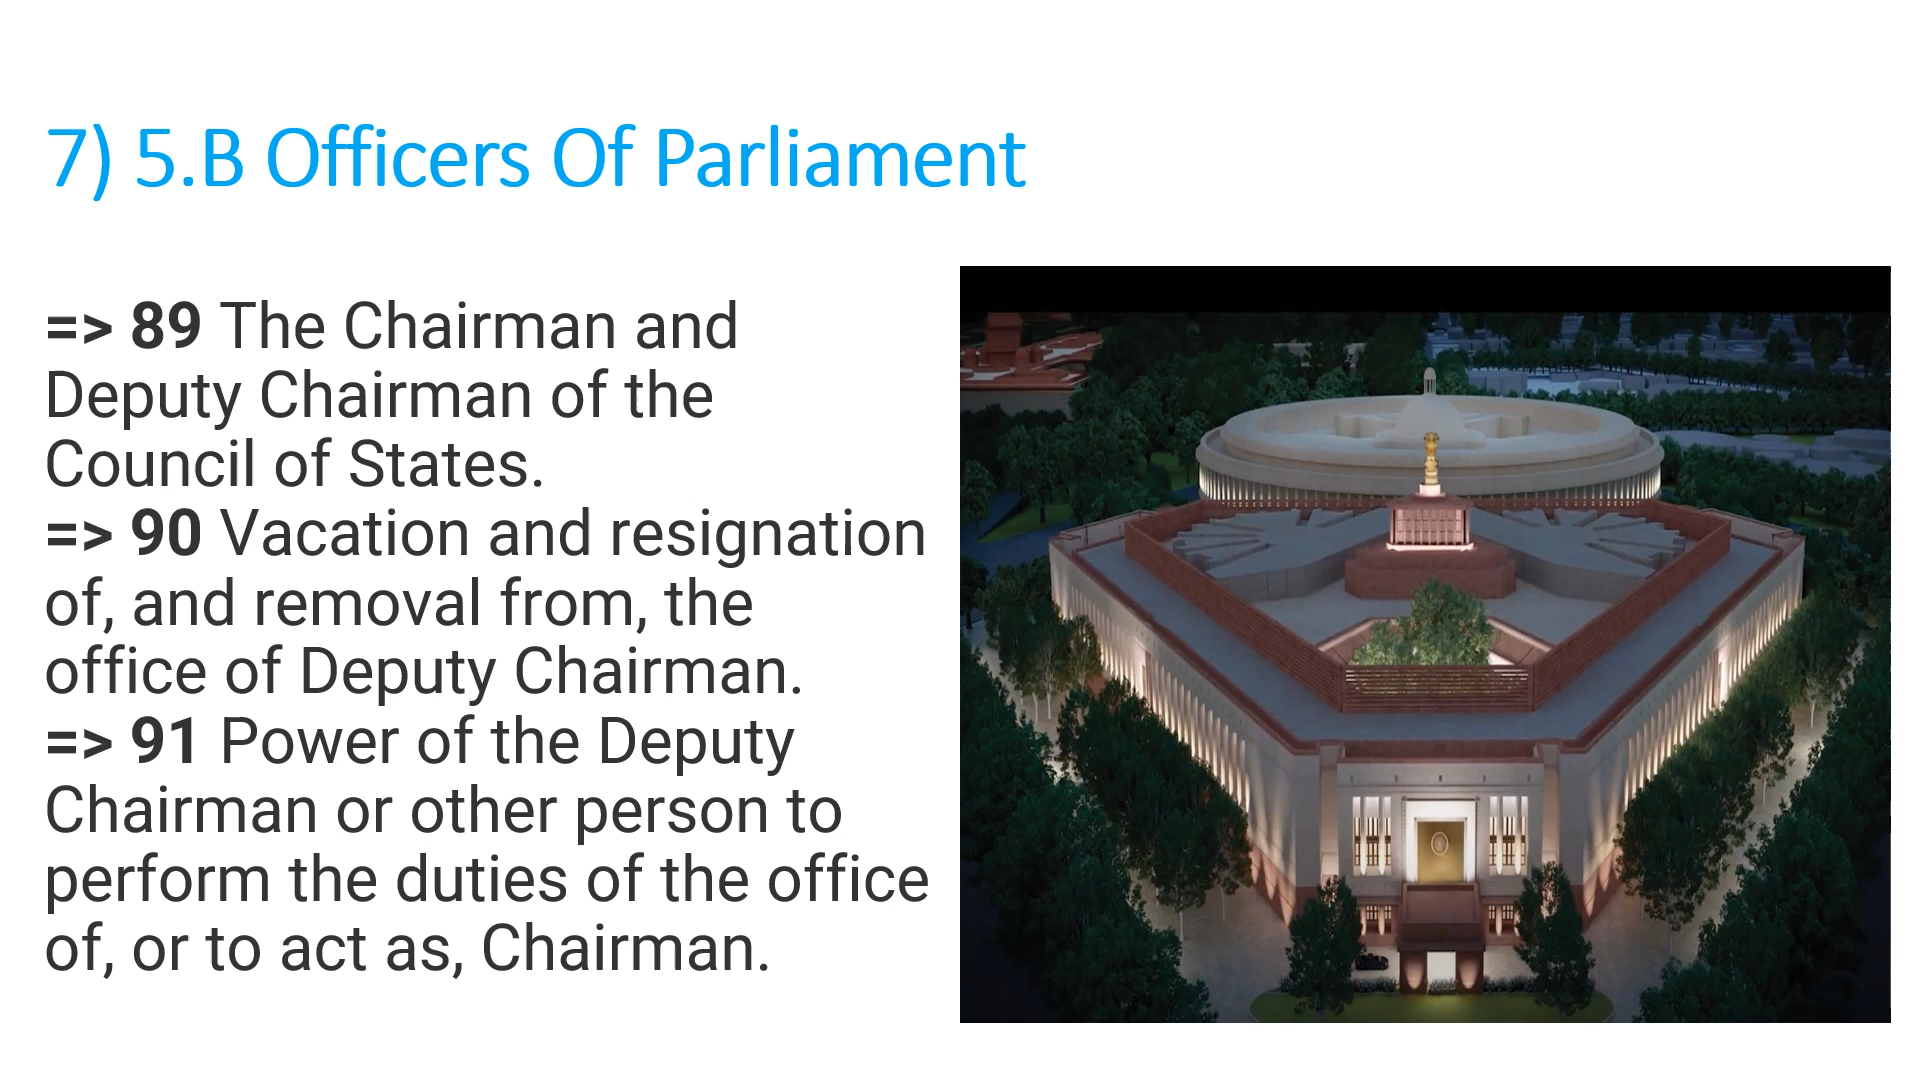 7) 5.B Officers Of Parliament
=> 89 The Chairman and
Deputy Chairman of the
Council of States.
=> 90 Vacation and resignation
of, and removal from, the
office of Deputy Chairman.
=> 91 Power of the Deputy
Chairman or other person to
perform the duties of the office
of, or to act as, Chairman.